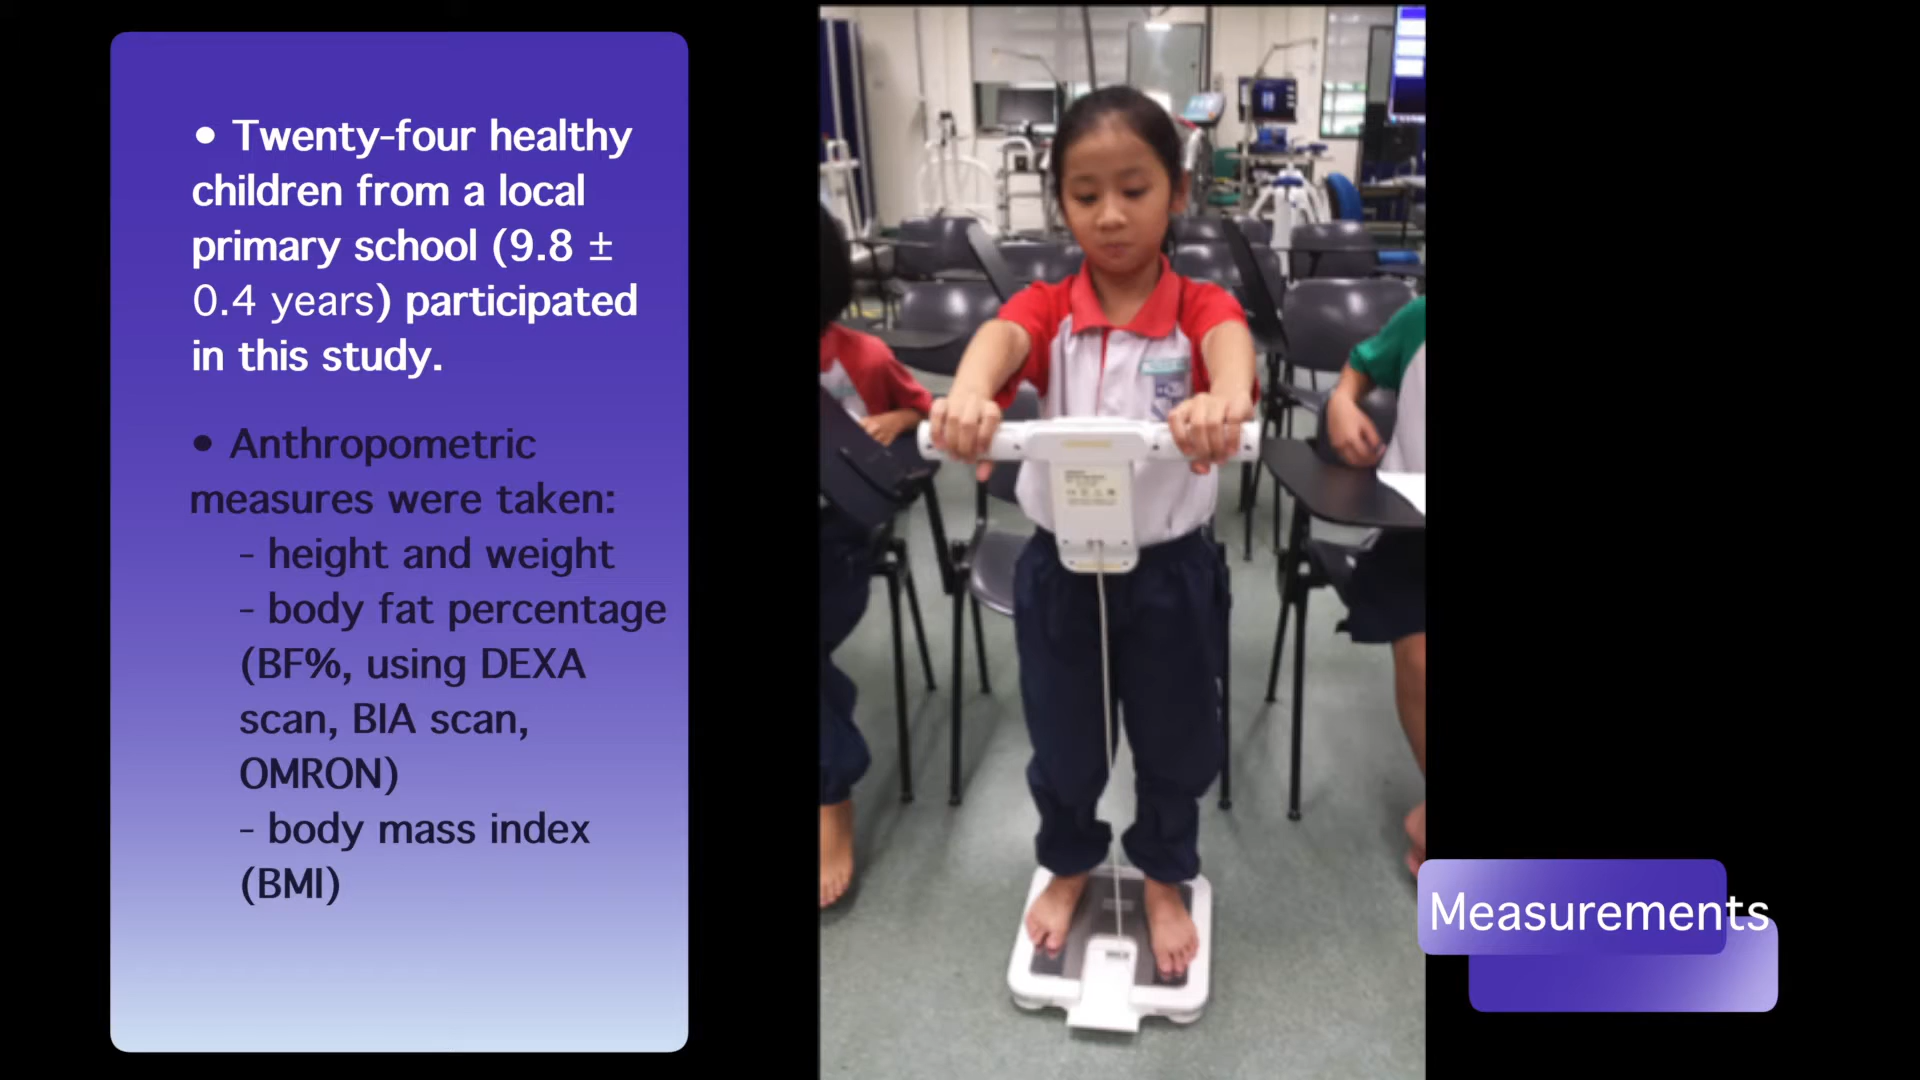 • Twenty-four healthy
children from a local
primary school (9.8 ±
0.4 years) participated
in this study.
• Anthropometric
measures were taken:
- height and weight
- body fat percentage
(BF%, using DEXA
scan, BIA scan,
OMRON)
- body mass index
(BMI)
Measurements